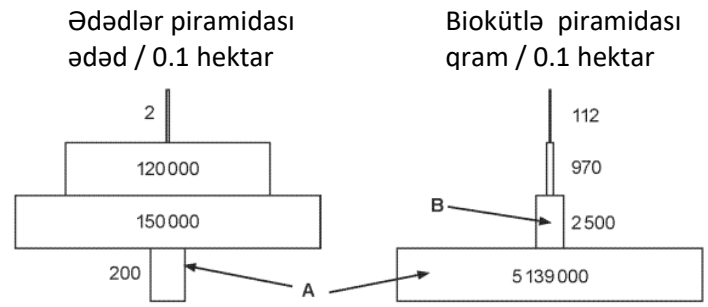 Ədədlər piramidası
ədəd / 0.1 hektar
2
120 000
150 000
200
A
Biokütlə piramidası
qram / 0.1 hektar
112
970
B
2 500
5 139 000